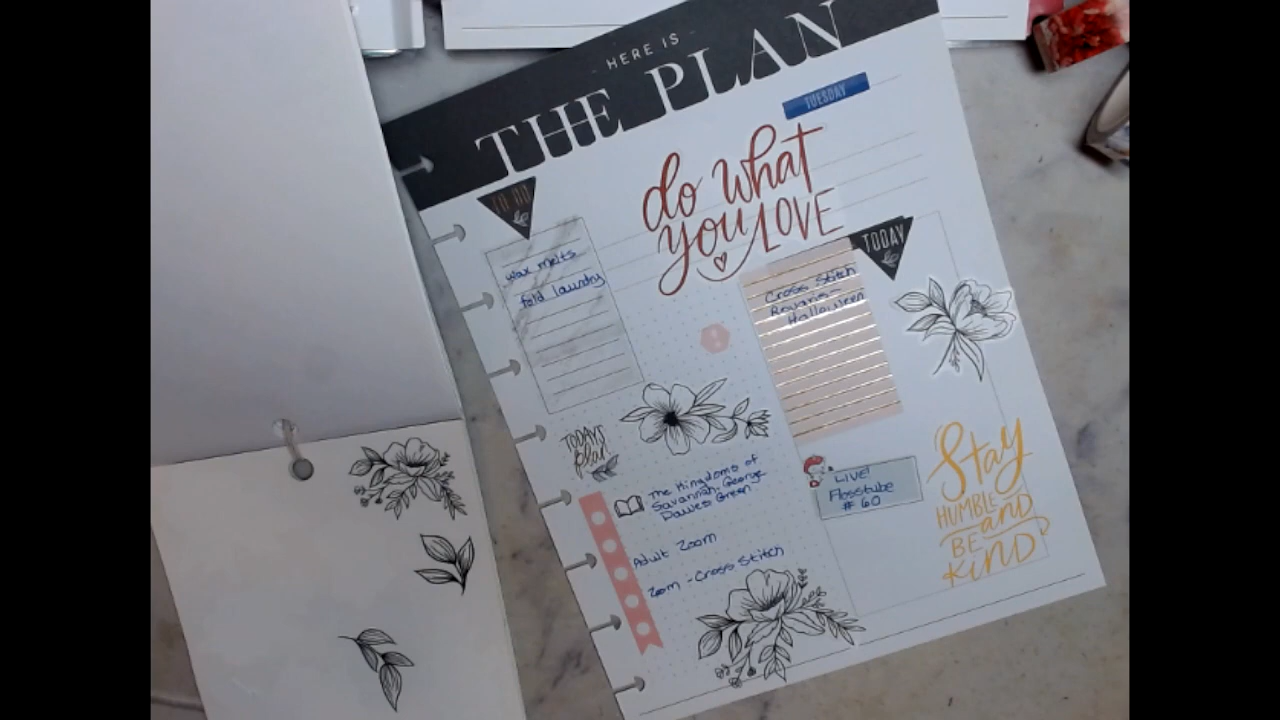 HERE IS
THE PLAN
TUESDAY
do what
you LOVE
TO DO
wax melts
fold laundry
TODAY
Cross Stitch
Rovaris -
Halloween
TODAY'S
plan
The Kingdoms of
Savannah - George
Dawes Green
Adult Zoom
Zoom - Cross Stitch
LIVE!
Flosstube
# 60
Stay
HUMBLE and
BE
KIND